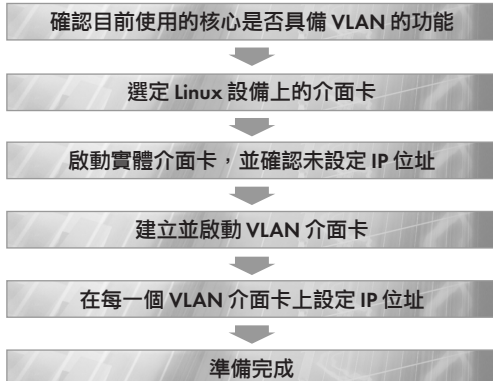 確認目前使用的核心是否具備 VLAN 的功能
選定 Linux 設備上的介面卡
啟動實體介面卡，並確認未設定 IP 位址
建立並啟動 VLAN 介面卡
在每一個 VLAN 介面卡上設定 IP 位址
準備完成